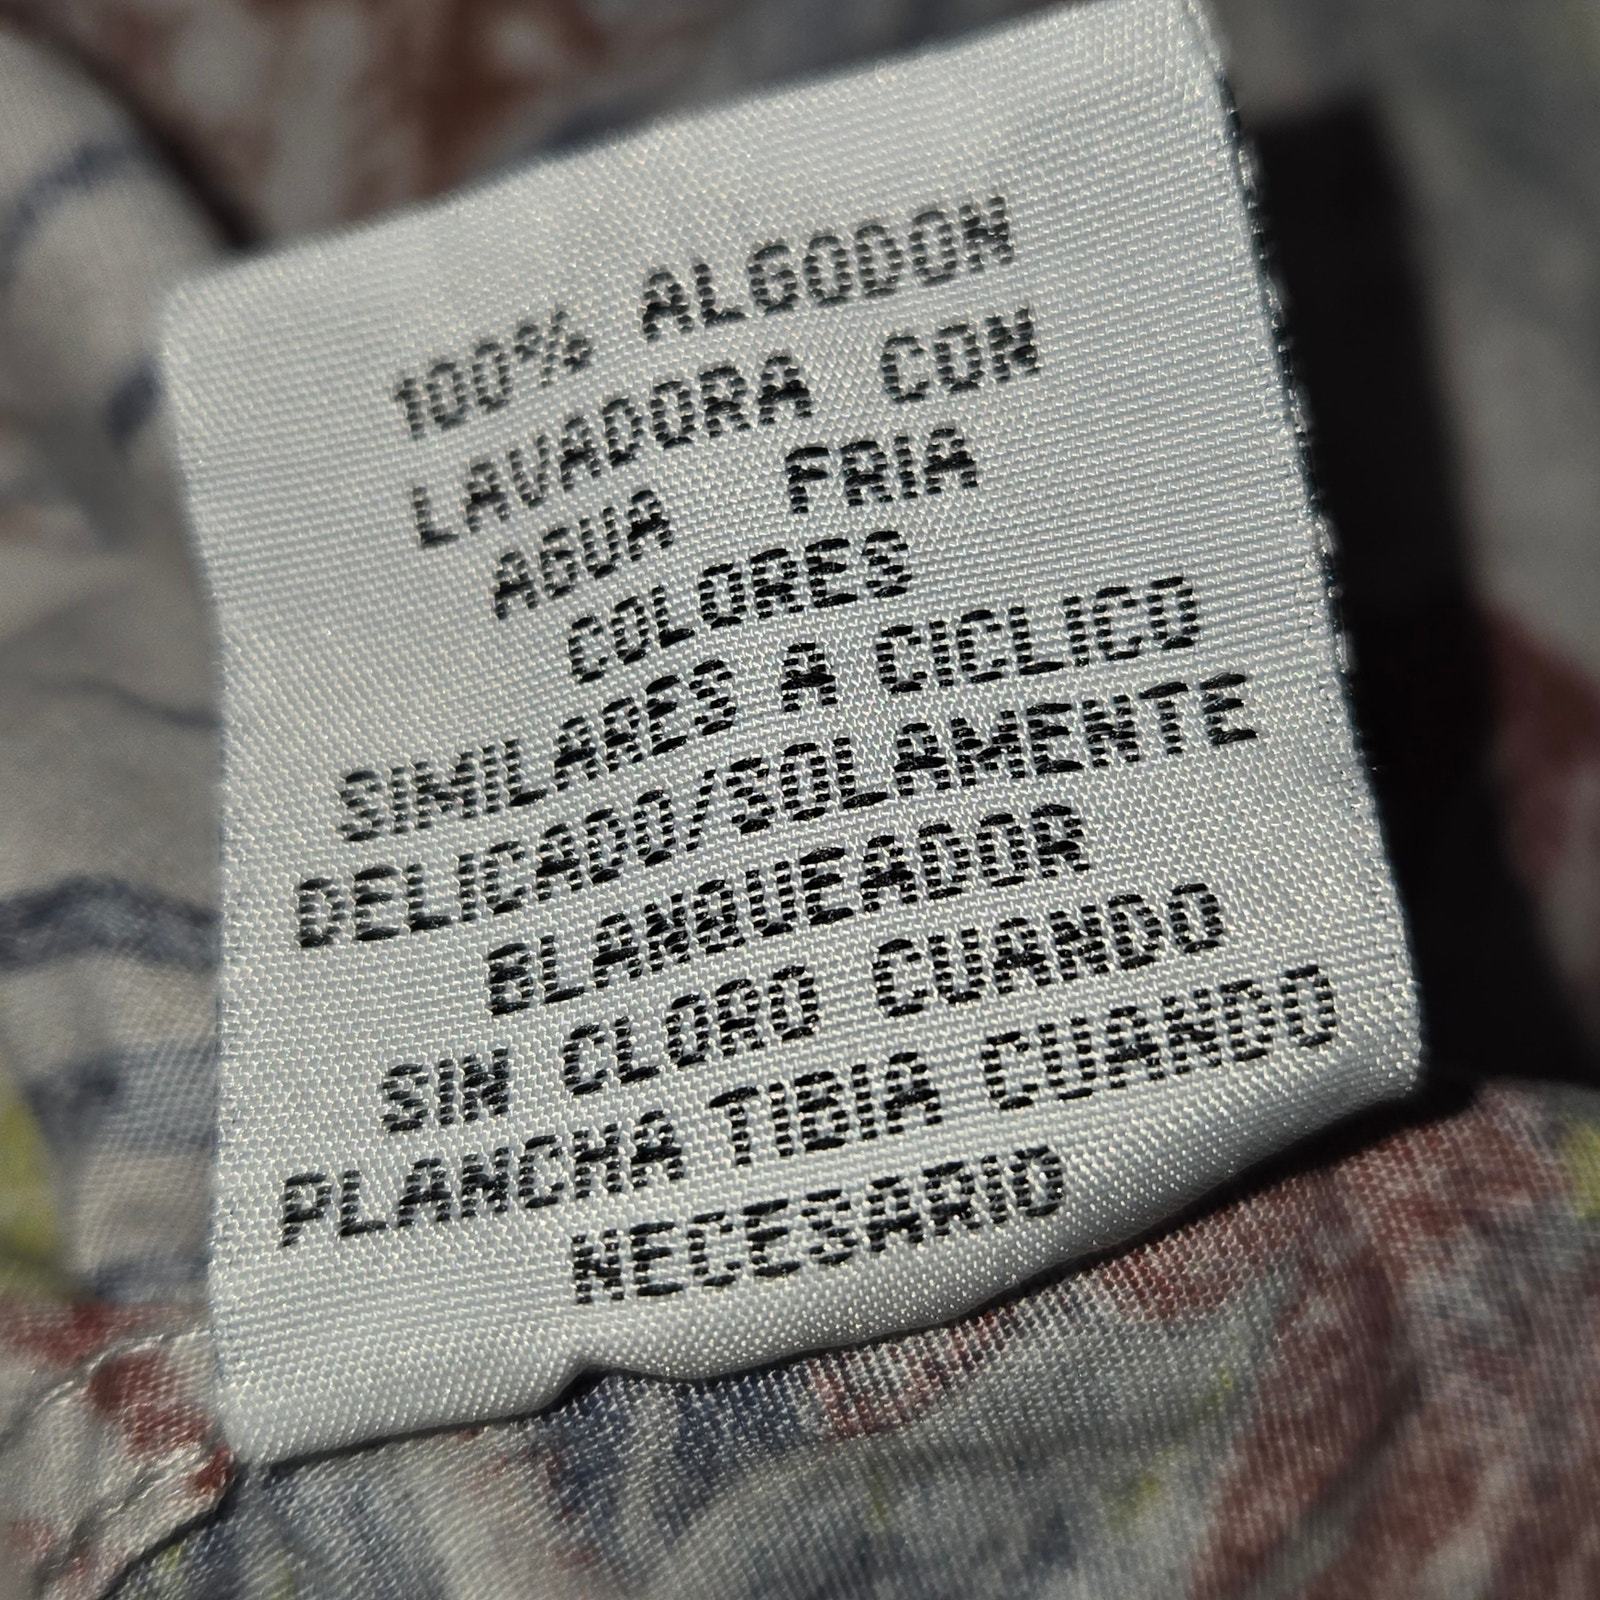 100% ALGODON
LAVADORA CON
AGUA FRIA
COLORES
SIMILARES A CICLICO
DELICADO/SOLAMENTE
BLANQUEADOR
SIN CLORO CUANDO
PLANCHA TIBIA CUANDO
NECESARIO